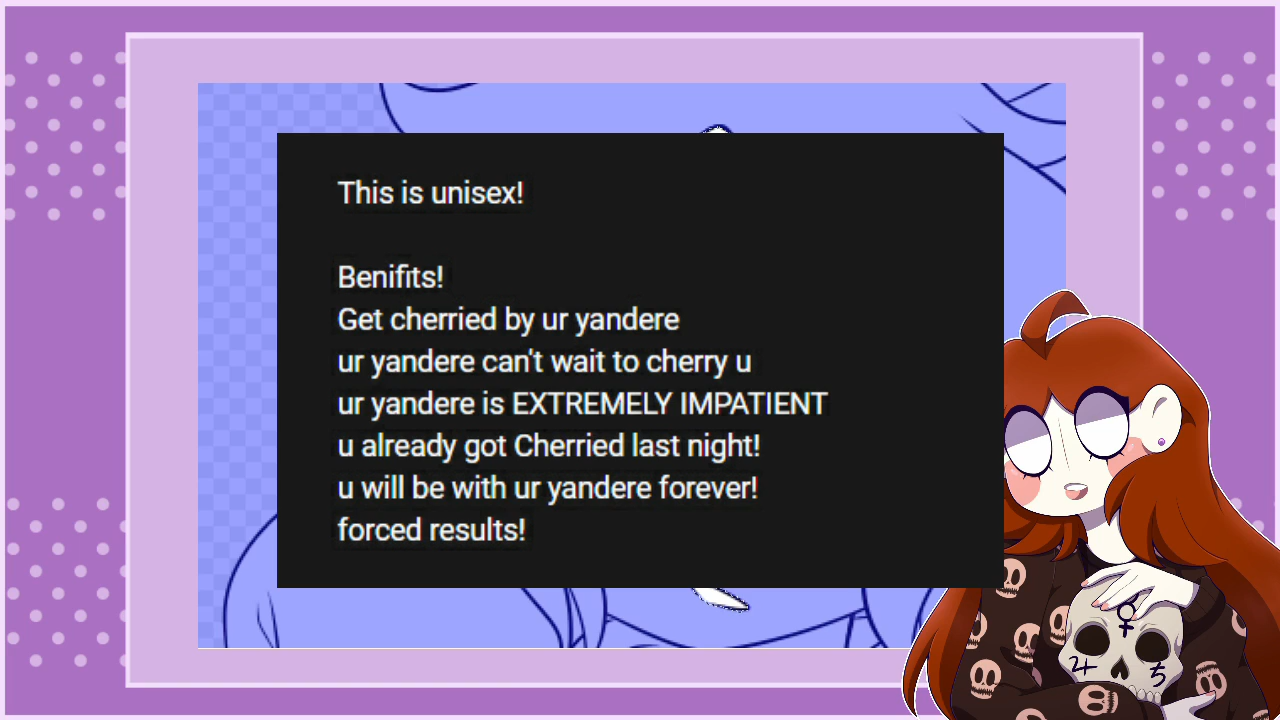 This is unisex!
Benifits!
Get cherried by ur yandere
ur yandere can't wait to cherry u
ur yandere is EXTREMELY IMPATIENT
u already got Cherried last night!
u will be with ur yandere forever!
forced results!
♀
♃ ♄